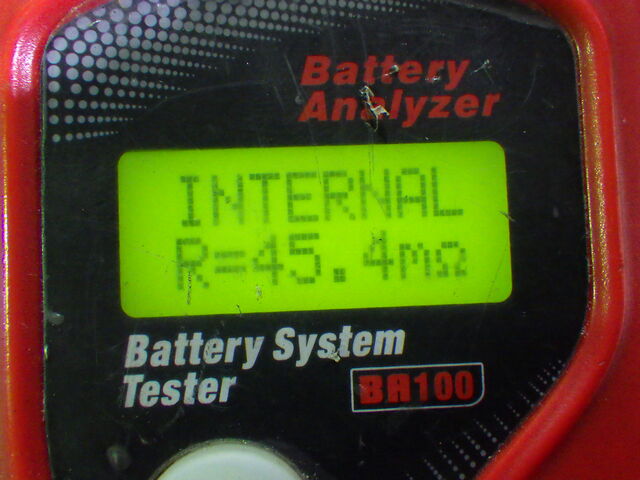 Battery
Analyzer
INTERNAL
R=45.4mΩ
Battery System
Tester
BA100